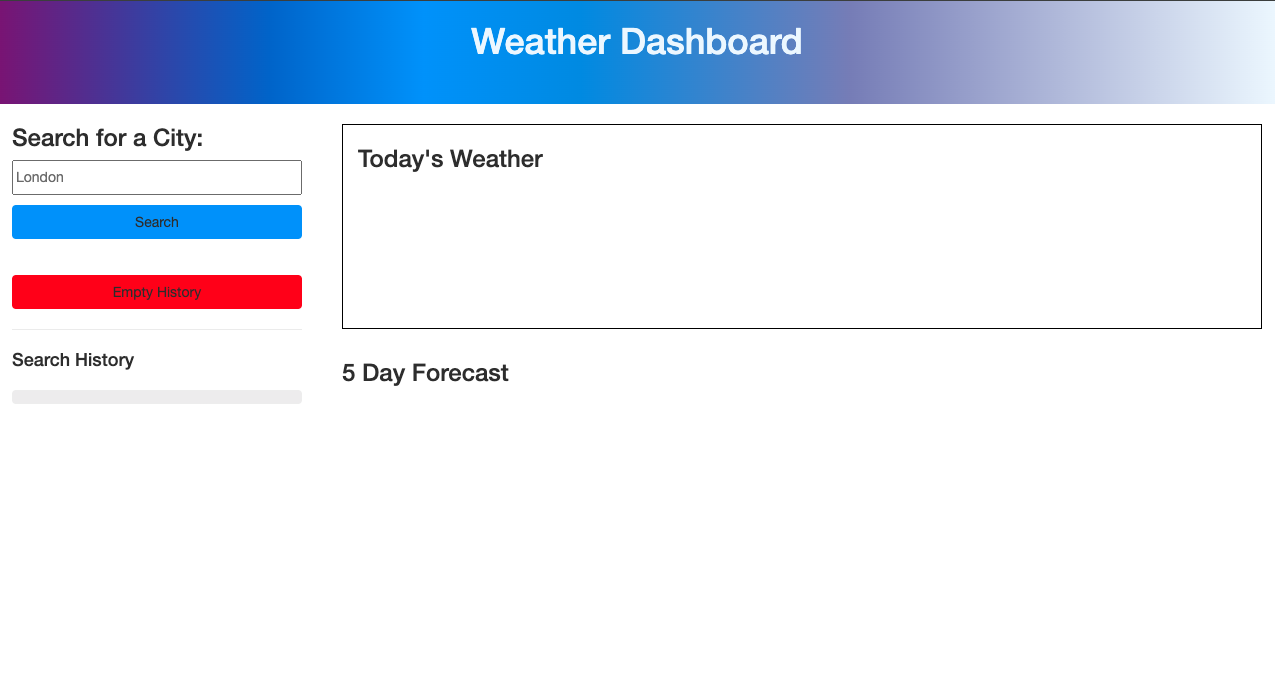 Weather Dashboard
Search for a City:
London
Search
Empty History
Search History
Today's Weather
5 Day Forecast